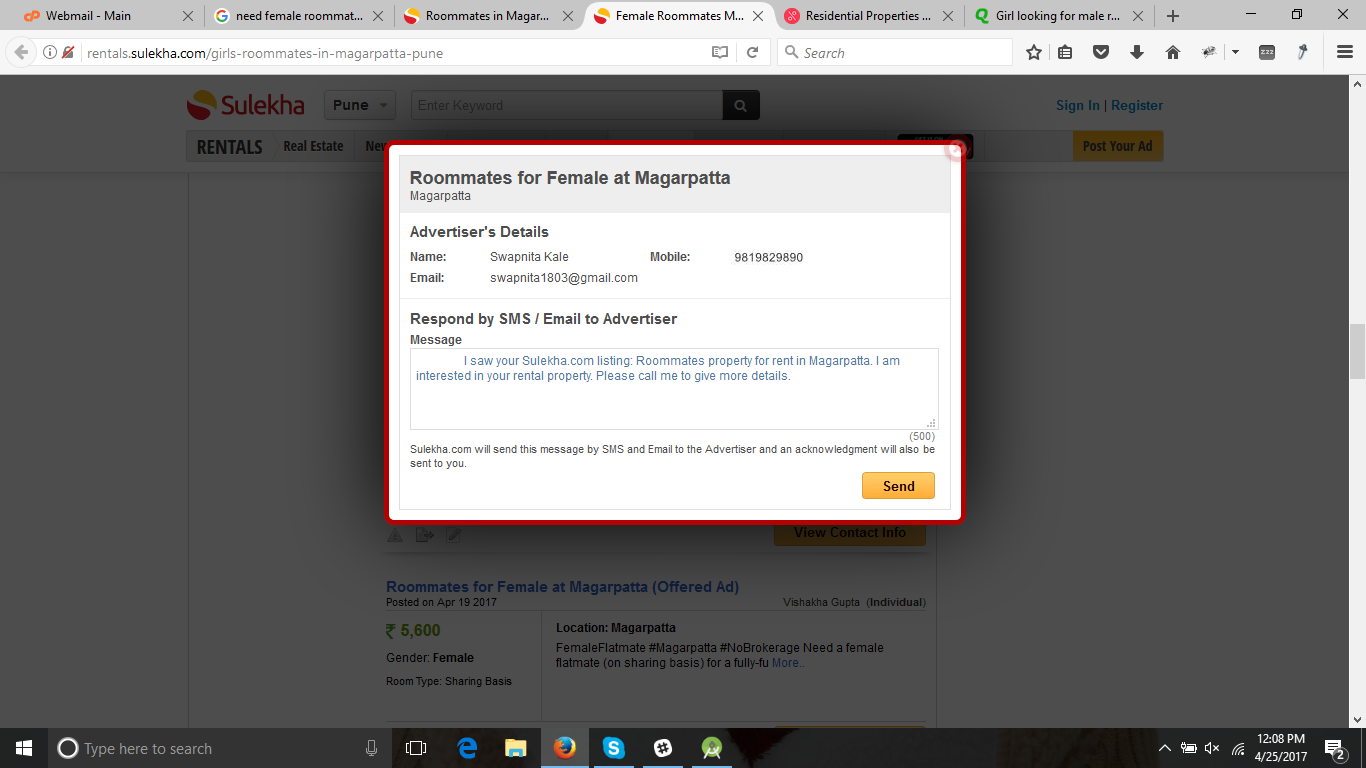 Webmail - Main
need female roommat...
Roommates in Magar...
Female Roommates M...
Residential Properties ...
Girl looking for male r...
rentals.sulekha.com/girls-roommates-in-magarpatta-pune
Search
Sulekha
Pune
Enter Keyword
Sign In | Register
RENTALS
Real Estate
New
Post Your Ad
Roommates for Female at Magarpatta
Magarpatta
Advertiser's Details
Name: Swapnita Kale Mobile: 9819829890
Email: swapnita1803@gmail.com
Respond by SMS / Email to Advertiser
Message
I saw your Sulekha.com listing: Roommates property for rent in Magarpatta. I am
interested in your rental property. Please call me to give more details.
(500)
Sulekha.com will send this message by SMS and Email to the Advertiser and an acknowledgment will also be
sent to you.
Send
View Contact Info
Roommates for Female at Magarpatta (Offered Ad)
Posted on Apr 19 2017
Vishakha Gupta (Individual)
₹ 5,600
Gender: Female
Room Type: Sharing Basis
Location: Magarpatta
FemaleFlatmate #Magarpatta #NoBrokerage Need a female
flatmate (on sharing basis) for a fully-fu More..
Type here to search
12:08 PM
4/25/2017
2